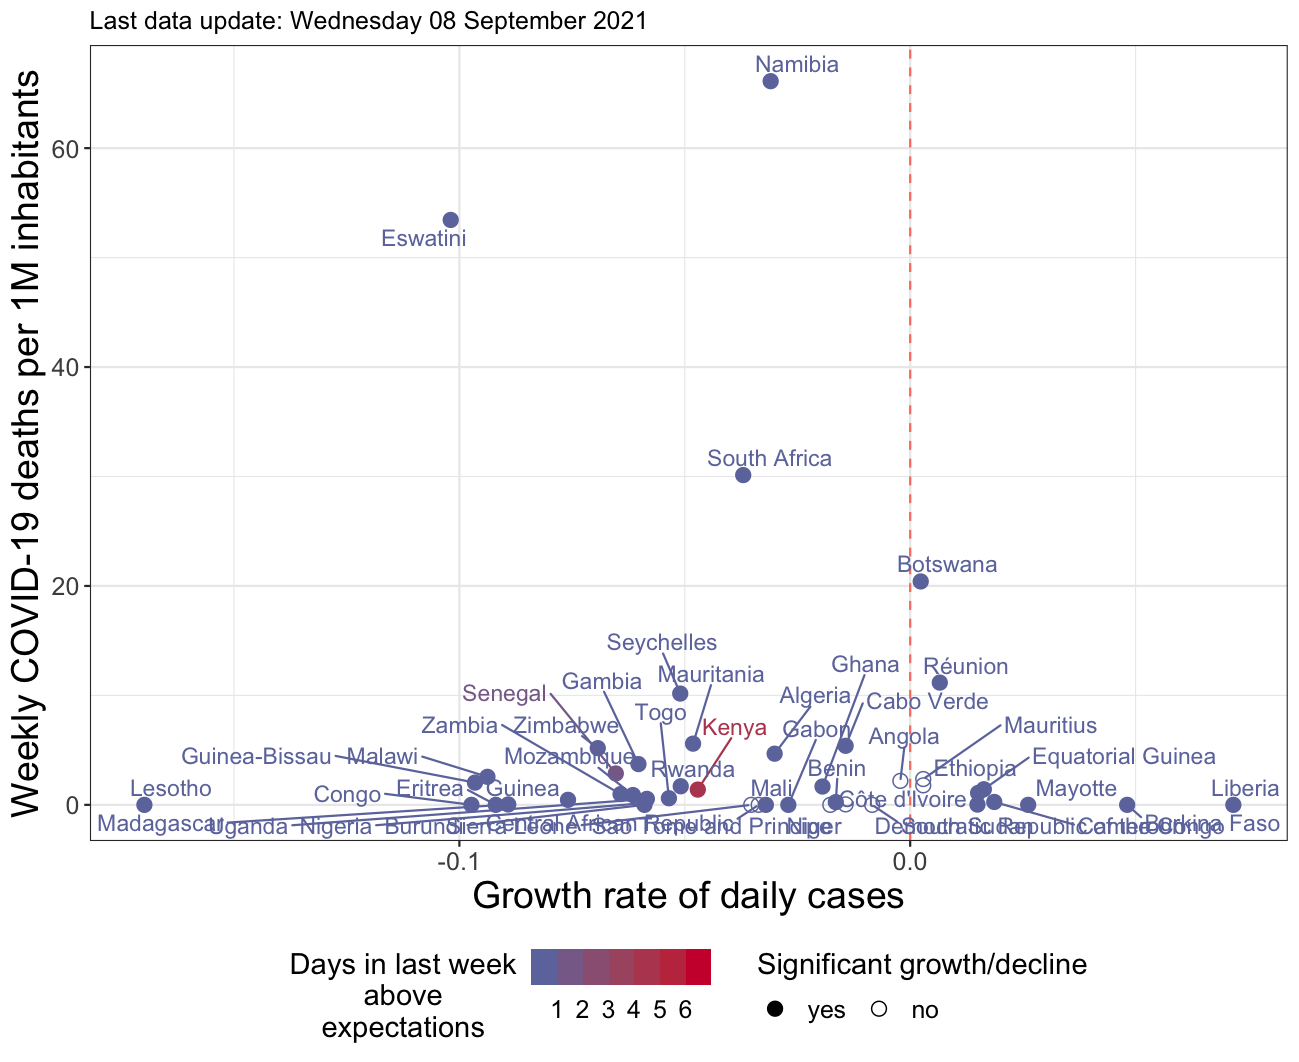 Last data update: Wednesday 08 September 2021
Weekly COVID-19 deaths per 1M inhabitants
60
40
20
0
Namibia
Eswatini
South Africa
Botswana
Seychelles
Ghana
Réunion
Mauritania
Gambia
Senegal
Algeria
Cabo Verde
Togo
Zambia
Zimbabwe
Kenya
Gabon
Mauritius
Angola
Guinea-Bissau
Malawi
Mozambique
Equatorial Guinea
Rwanda
Benin
Ethiopia
Lesotho
Congo
Eritrea
Guinea
Mali
Côte d'Ivoire
Mayotte
Liberia
Madagascar
Uganda
Nigeria
Burundi
Sierra Leone
Central African Republic
Sao Tome and Principe
Niger
Democratic Republic of the Congo
South Sudan
Cameroon
Burkina Faso
-0.1
0.0
Growth rate of daily cases
Days in last week
above
expectations
1 2 3 4 5 6
Significant growth/decline
yes
no